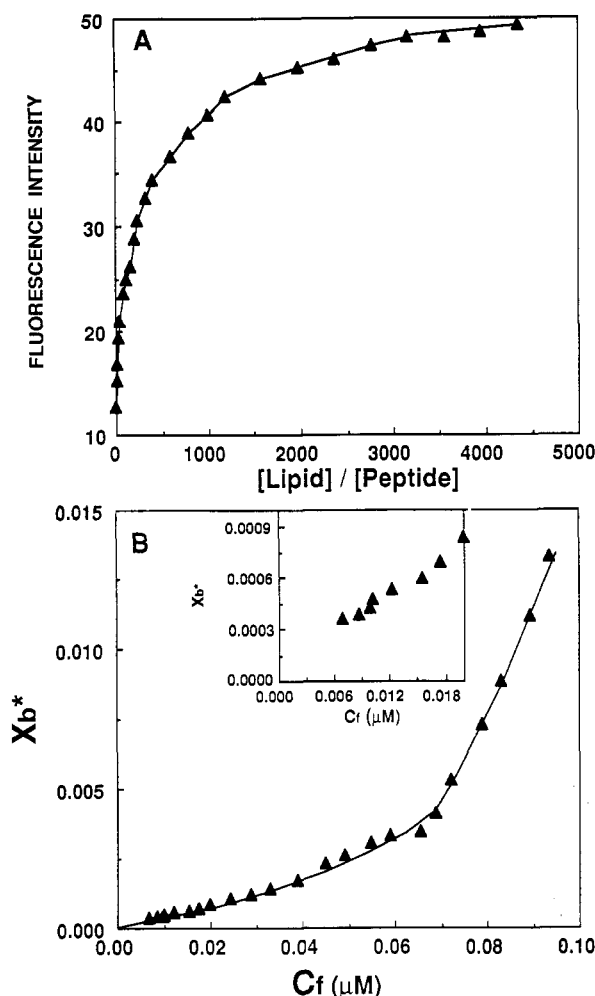 A
50
40
30
20
10
FLUORESCENCE INTENSITY
0 1000 2000 3000 4000 5000
[Lipid] / [Peptide]
B
0.015
0.010
0.005
0.000
Xb*
0.0009
0.0006
0.0003
0.0000
Xb*
0.000 0.006 0.012 0.018
Cf (µM)
0.00 0.02 0.04 0.06 0.08 0.10
Cf (µM)